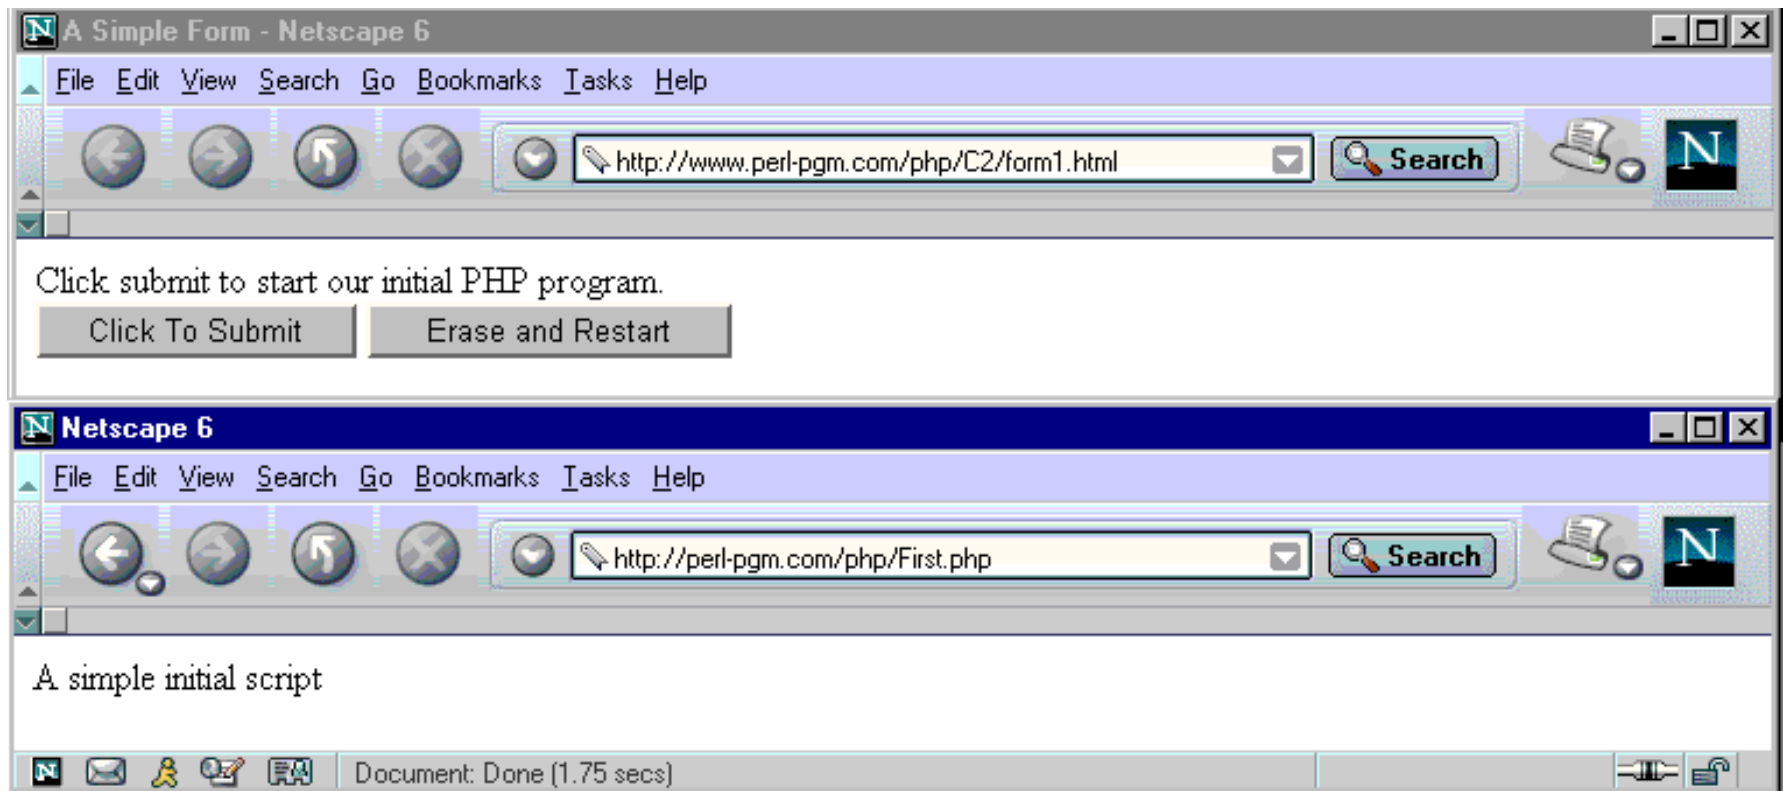 N A Simple Form - Netscape 6
File Edit View Search Go Bookmarks Tasks Help
http://www.perl-pgm.com/php/C2/form1.html Search N
Click submit to start our initial PHP program.
Click To Submit Erase and Restart
N Netscape 6
File Edit View Search Go Bookmarks Tasks Help
http://perl-pgm.com/php/First.php Search N
A simple initial script
N Document: Done (1.75 secs)